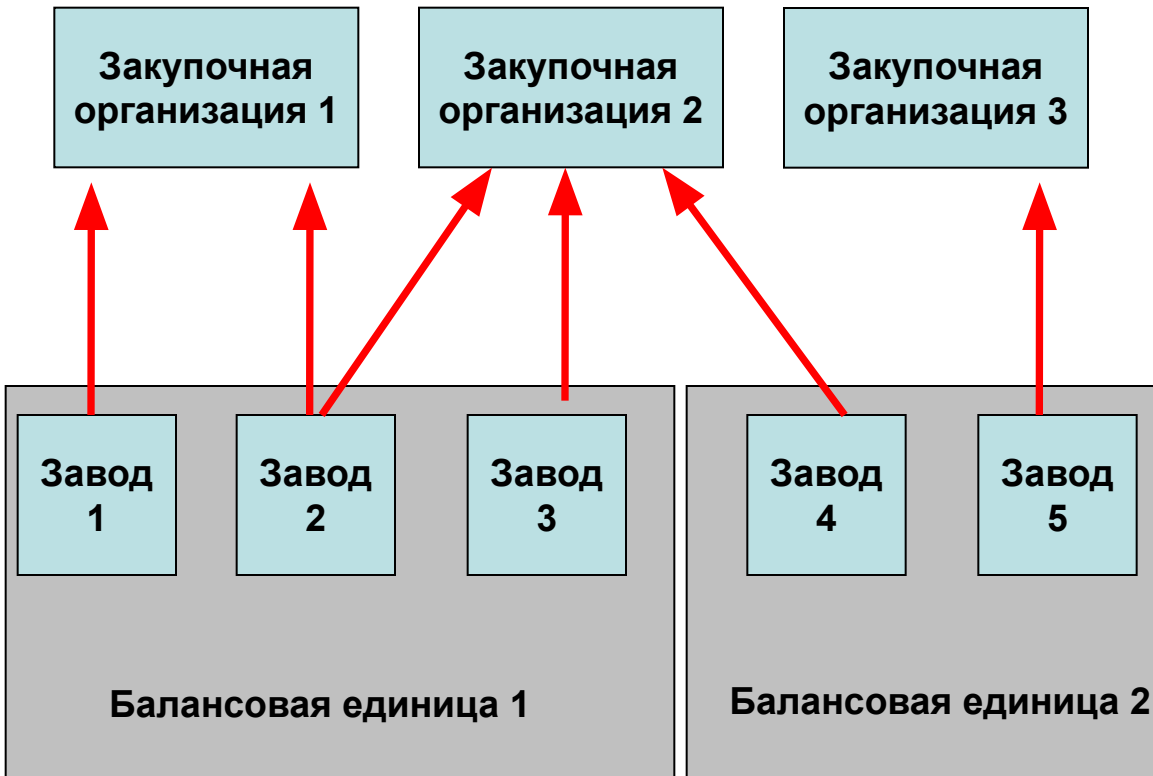 Закупочная
организация 1
Закупочная
организация 2
Закупочная
организация 3
Завод
1
Завод
2
Завод
3
Завод
4
Завод
5
Балансовая единица 1
Балансовая единица 2